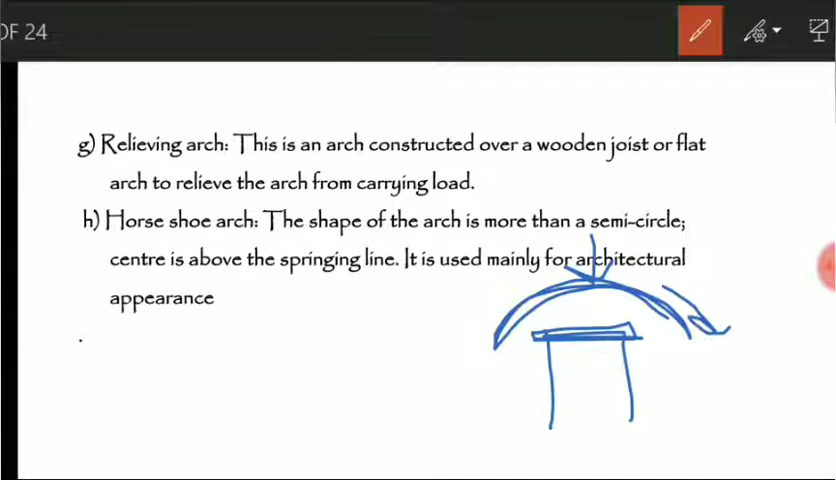 OF 24
g) Relieving arch: This is an arch constructed over a wooden joist or flat
arch to relieve the arch from carrying load.
h) Horse shoe arch: The shape of the arch is more than a semi-circle;
centre is above the springing line. It is used mainly for architectural
appearance
.